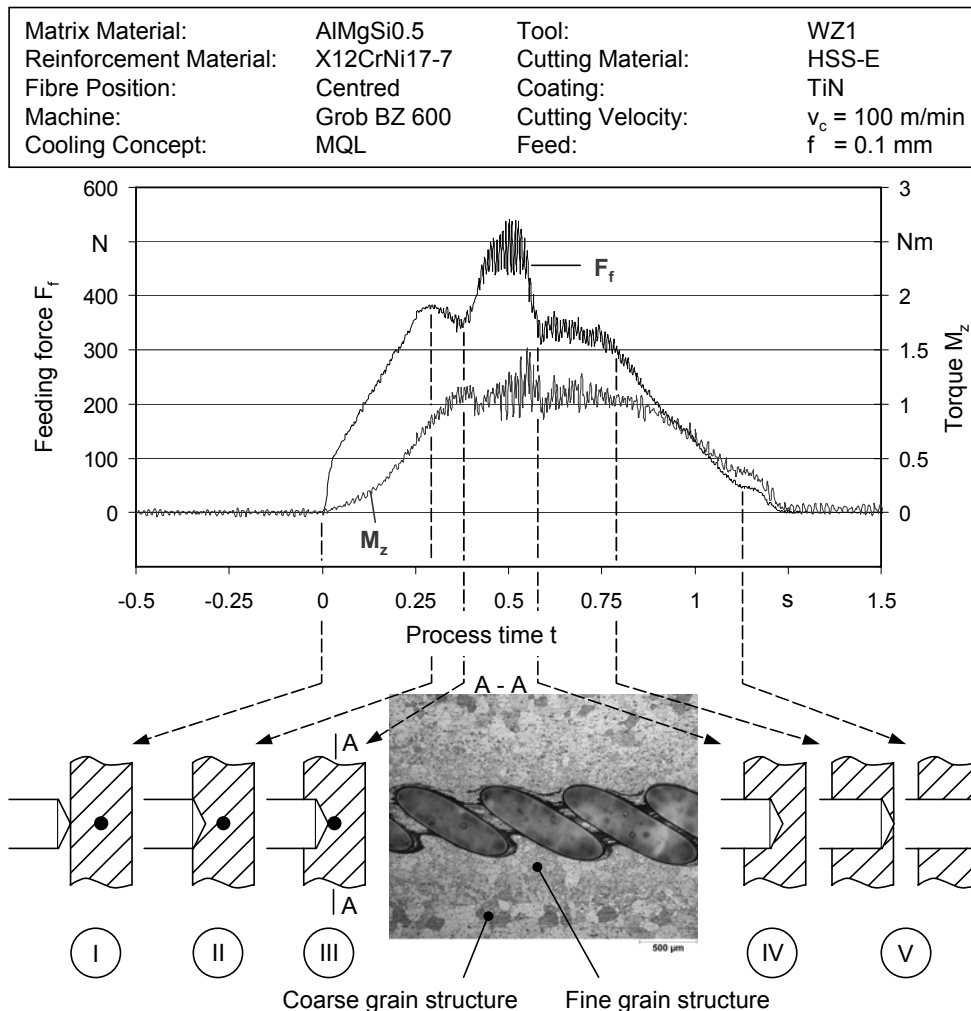 Matrix Material: AlMgSi0.5 Tool: WZ1
Reinforcement Material: X12CrNi17-7 Cutting Material: HSS-E
Fibre Position: Centred Coating: TiN
Machine: Grob BZ 600 Cutting Velocity: v_c = 100 m/min
Cooling Concept: MQL Feed: f = 0.1 mm
600
N
400
300
200
100
0
Feeding force F_f
3
Nm
2
1.5
1
0.5
0
Torque M_z
F_f
M_z
-0.5 -0.25 0 0.25 0.5 0.75 1 s 1.5
Process time t
A - A
A
A
500 µm
I II III IV V
Coarse grain structure Fine grain structure